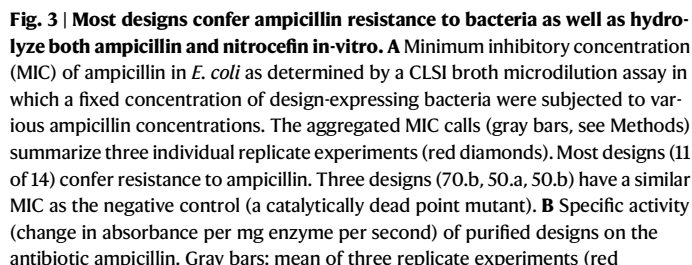 Fig. 3 | Most designs confer ampicillin resistance to bacteria as well as hydro-
lyze both ampicillin and nitrocefin in-vitro. A Minimum inhibitory concentration
(MIC) of ampicillin in E. coli as determined by a CLSI broth microdilution assay in
which a fixed concentration of design-expressing bacteria were subjected to var-
ious ampicillin concentrations. The aggregated MIC calls (gray bars, see Methods)
summarize three individual replicate experiments (red diamonds). Most designs (11
of 14) confer resistance to ampicillin. Three designs (70.b, 50.a, 50.b) have a similar
MIC as the negative control (a catalytically dead point mutant). B Specific activity
(change in absorbance per mg enzyme per second) of purified designs on the
antibiotic ampicillin. Gray bars: mean of three replicate experiments (red